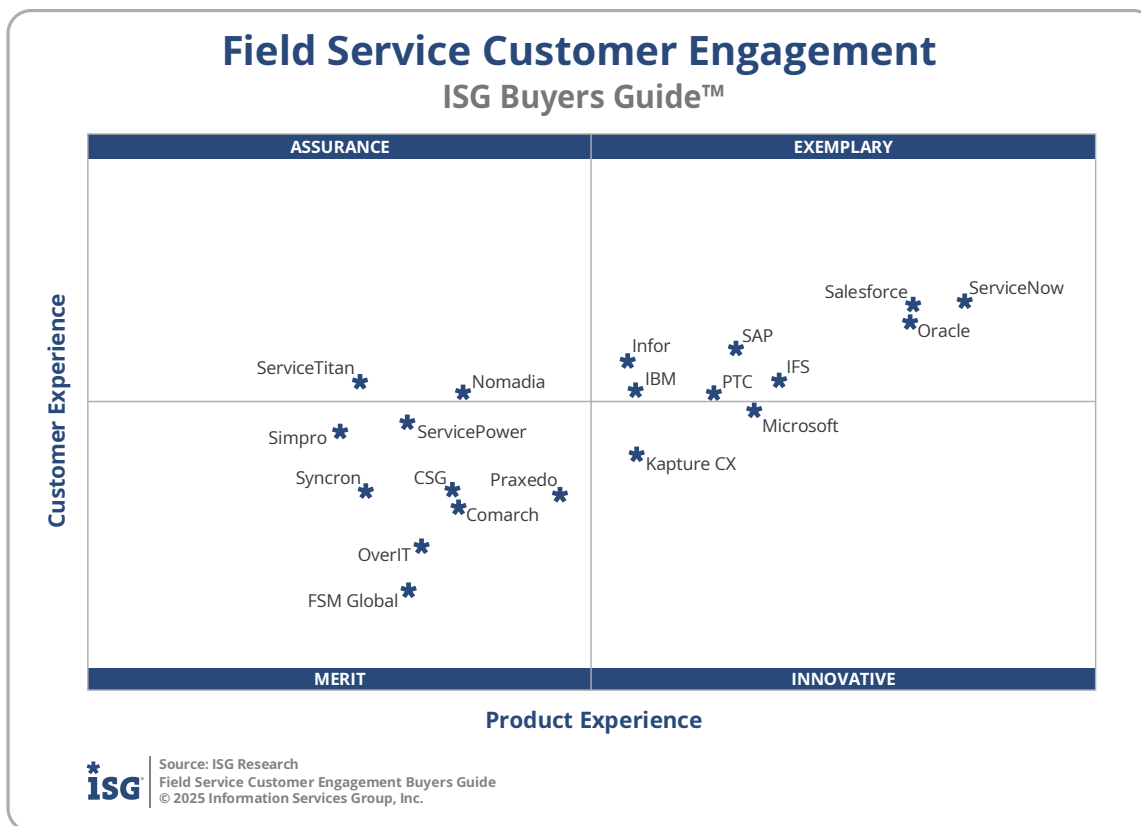 Field Service Customer Engagement
ISG Buyers Guide™
ASSURANCE
EXEMPLARY
Customer Experience
Salesforce
ServiceNow
Oracle
SAP
Infor
IFS
IBM
PTC
Microsoft
Kapture CX
ServiceTitan
Nomadia
ServicePower
Simpro
Syncron
CSG
Praxedo
Comarch
OverIT
FSM Global
MERIT
INNOVATIVE
Product Experience
ISG
Source: ISG Research
Field Service Customer Engagement Buyers Guide
© 2025 Information Services Group, Inc.